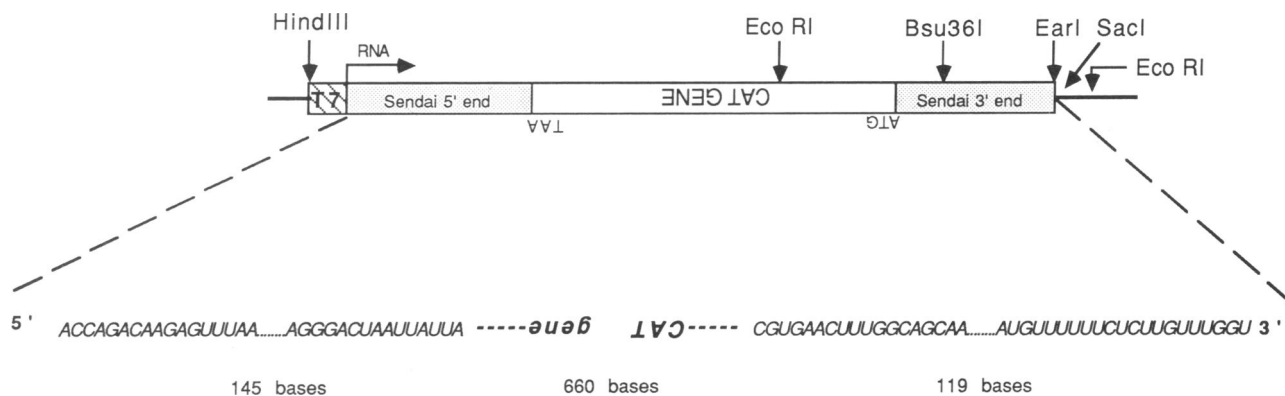 HindIII RNA Eco RI Bsu36I EarI SacI
Eco RI
T7 Sendai 5' end CAT GENE Sendai 3' end
TAA ATG
5' ACCAGACAAGAGUUUAA.......AGGGACUAAUUAUUA ------gene CAT----- CGUGAACUUUGGCAGCAA.......AUGUUUUUUCUCUUGUUUGGU 3'
145 bases 660 bases 119 bases